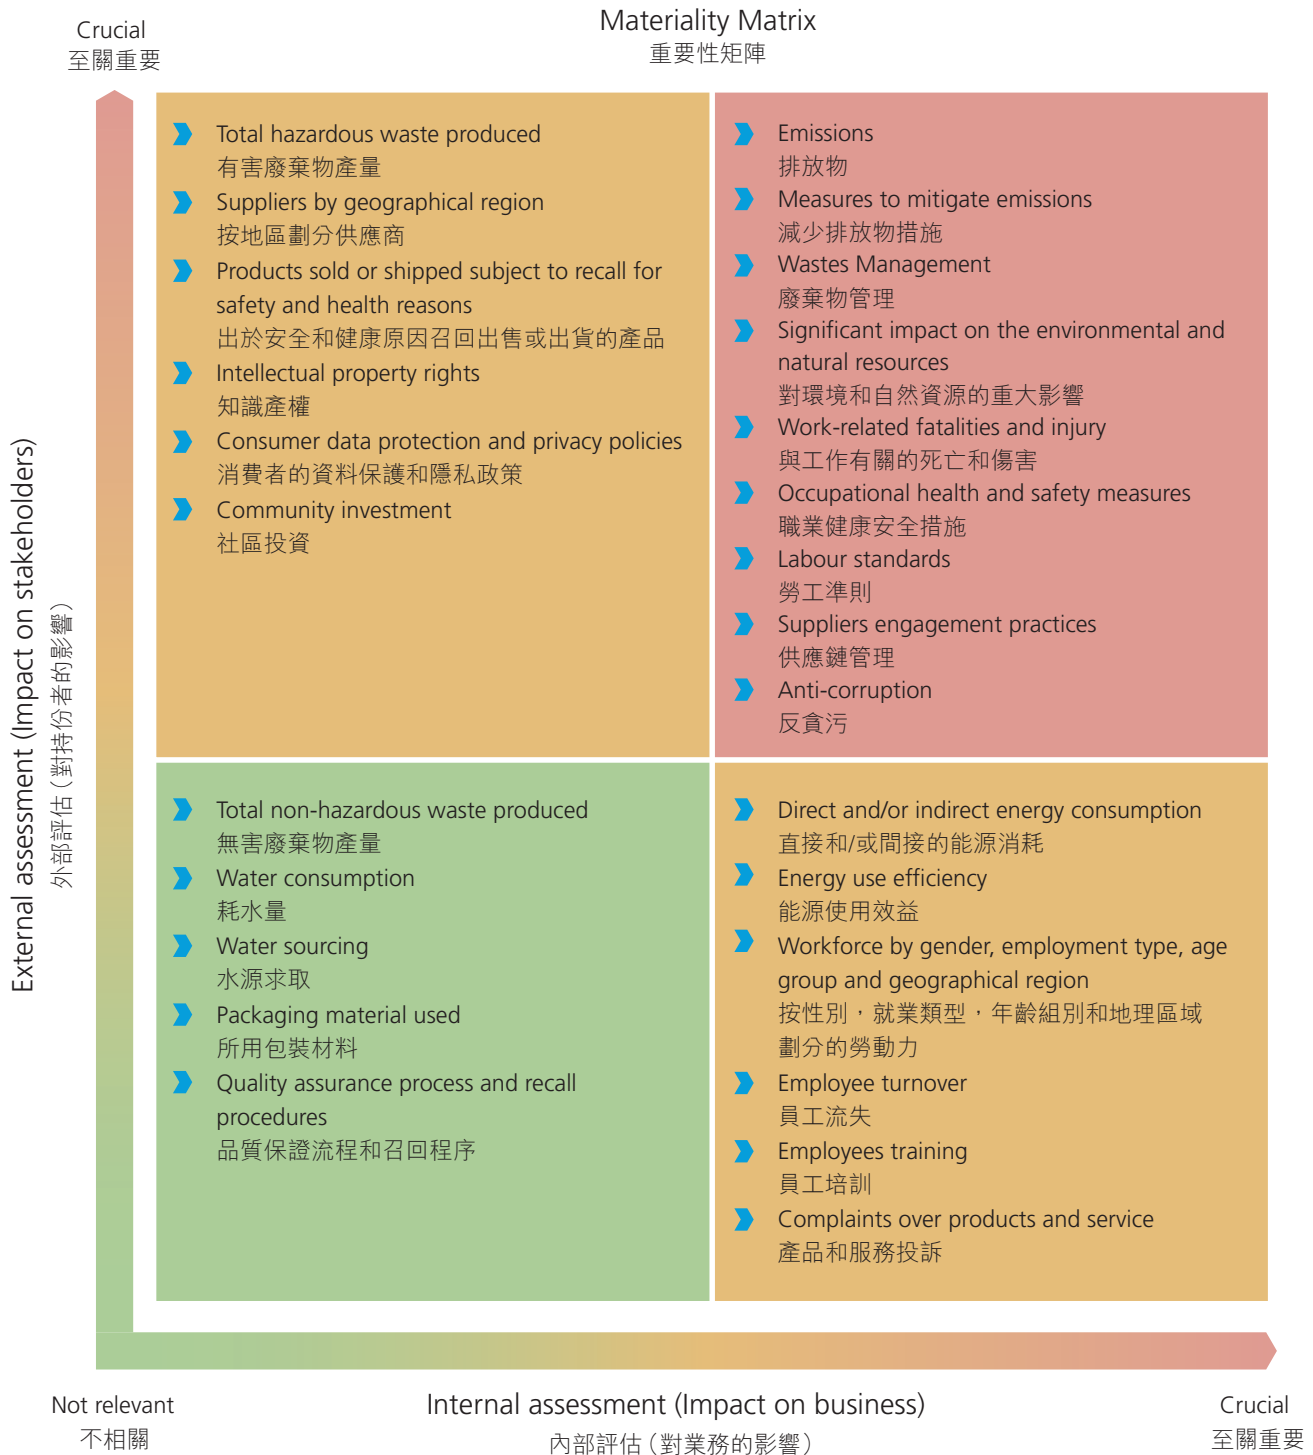 Materiality Matrix
重要性矩陣
Crucial
至關重要
External assessment (Impact on stakeholders)
外部評估（對持份者的影響）
Total hazardous waste produced
有害廢棄物產量
Suppliers by geographical region
按地區劃分供應商
Products sold or shipped subject to recall for
safety and health reasons
出於安全和健康原因召回出售或出貨的產品
Intellectual property rights
知識產權
Consumer data protection and privacy policies
消費者的資料保護和隱私政策
Community investment
社區投資
Emissions
排放物
Measures to mitigate emissions
減少排放物措施
Wastes Management
廢棄物管理
Significant impact on the environmental and
natural resources
對環境和自然資源的重大影響
Work-related fatalities and injury
與工作有關的死亡和傷害
Occupational health and safety measures
職業健康安全措施
Labour standards
勞工準則
Suppliers engagement practices
供應鏈管理
Anti-corruption
反貪污
Total non-hazardous waste produced
無害廢棄物產量
Water consumption
耗水量
Water sourcing
水源求取
Packaging material used
所用包裝材料
Quality assurance process and recall
procedures
品質保證流程和召回程序
Direct and/or indirect energy consumption
直接和/或間接的能源消耗
Energy use efficiency
能源使用效益
Workforce by gender, employment type, age
group and geographical region
按性別，就業類型，年齡組別和地理區域
劃分的勞動力
Employee turnover
員工流失
Employees training
員工培訓
Complaints over products and service
產品和服務投訴
Not relevant
不相關
Internal assessment (Impact on business)
內部評估（對業務的影響）
Crucial
至關重要